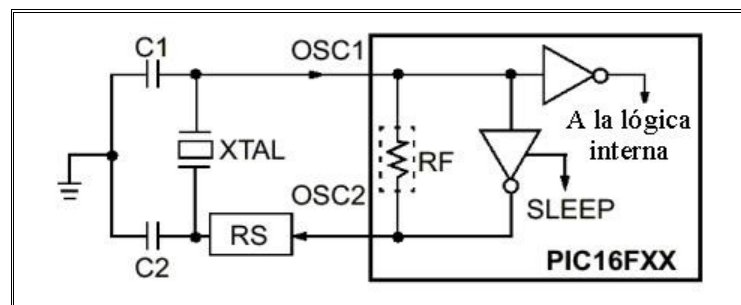 C1
OSC1
XTAL
A la lógica
interna
RF
OSC2
SLEEP
RS
C2
PIC16FXX